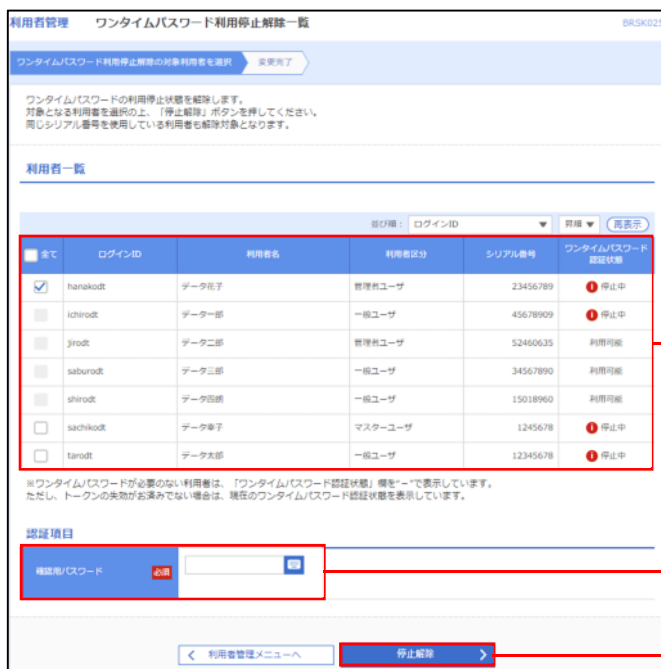 利用者管理 ワンタイムパスワード利用停止解除一覧 BRSK025
ワンタイムパスワード利用停止解除の対象利用者を選択 変更完了
ワンタイムパスワードの利用停止状態を解除します。
対象となる利用者を選択の上、「停止解除」ボタンを押してください。
同じシリアル番号を使用している利用者も解除対象となります。
利用者一覧
並び順： ログインID 昇順 再表示
全て ログインID 利用者名 利用者区分 シリアル番号 ワンタイムパスワード
認証状態
hanakodt データ花子 管理者ユーザ 23456789 停止中
ichirodt データ一郎 一般ユーザ 45678909 停止中
jirodt データ二郎 管理者ユーザ 52460635 利用可能
saburodt データ三郎 一般ユーザ 34567890 利用可能
shirodt データ四朗 一般ユーザ 15018960 利用可能
sachikodt データ幸子 マスターユーザ 1245678 停止中
tarodt データ太郎 一般ユーザ 12345678 停止中
※ワンタイムパスワードが必要のない利用者は、「ワンタイムパスワード認証状態」欄を"－"で表示しています。
ただし、トークンの失効がお済みでない場合は、現在のワンタイムパスワード認証状態を表示しています。
認証項目
確認用パスワード 必須
利用者管理メニューへ 停止解除